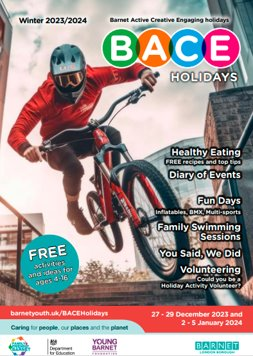 Winter 2023/2024
Barnet Active Creative Engaging holidays
BACE
HOLIDAYS
Healthy Eating
FREE recipes and top tips
Diary of Events
Fun Days
Inflatables, BMX, Multi-sports
Family Swimming
Sessions
You Said, We Did
Volunteering
Could you be a
Holiday Activity Volunteer?
FREE
activities
and ideas for
ages 4-16
barnetyouth.uk/BACEHolidays
27 - 29 December 2023 and
2 - 5 January 2024
Caring for people, our places and the planet
Department
for Education
YOUNG
BARNET
FOUNDATION
BARNET
LONDON BOROUGH